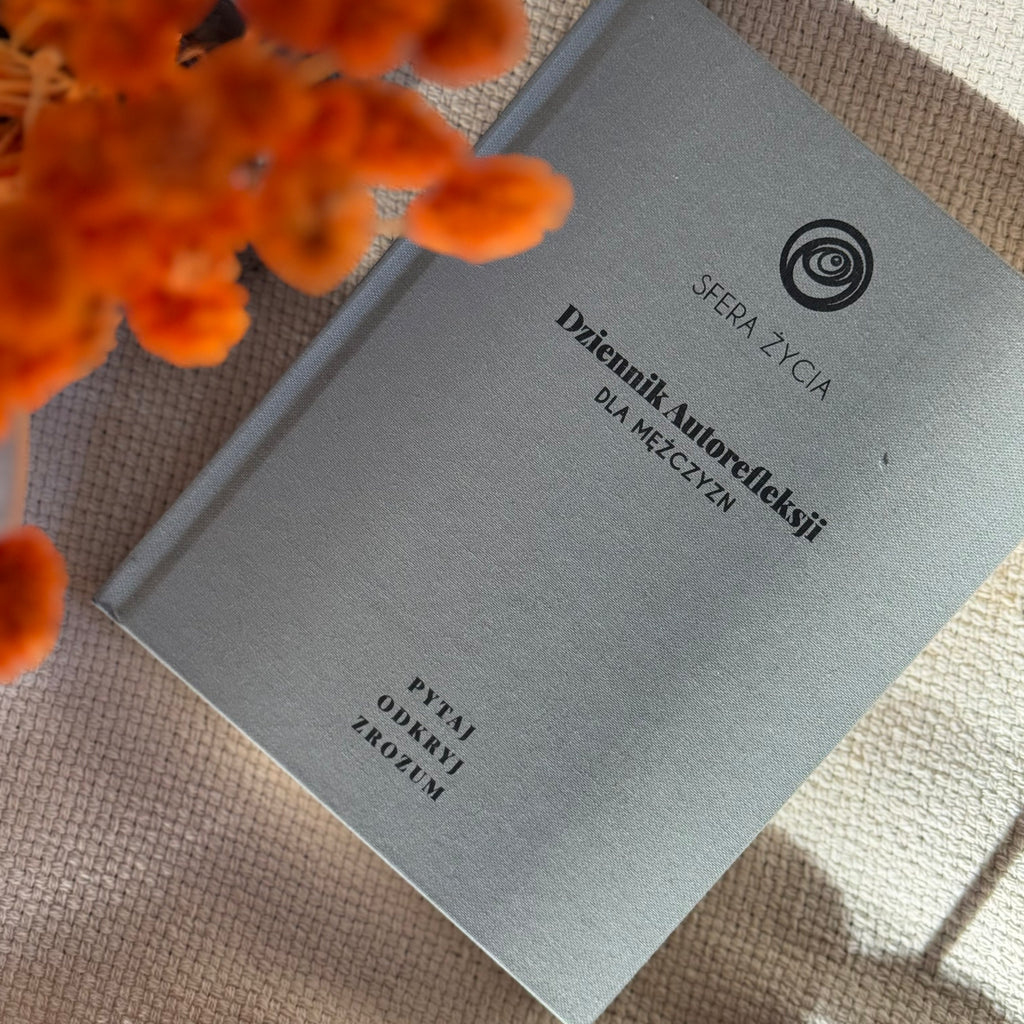 SFERA ŻYCIA
Dziennik Autorefleksji
DLA MĘŻCZYZN
PYTAJ
ODKRYJ
ZROZUM